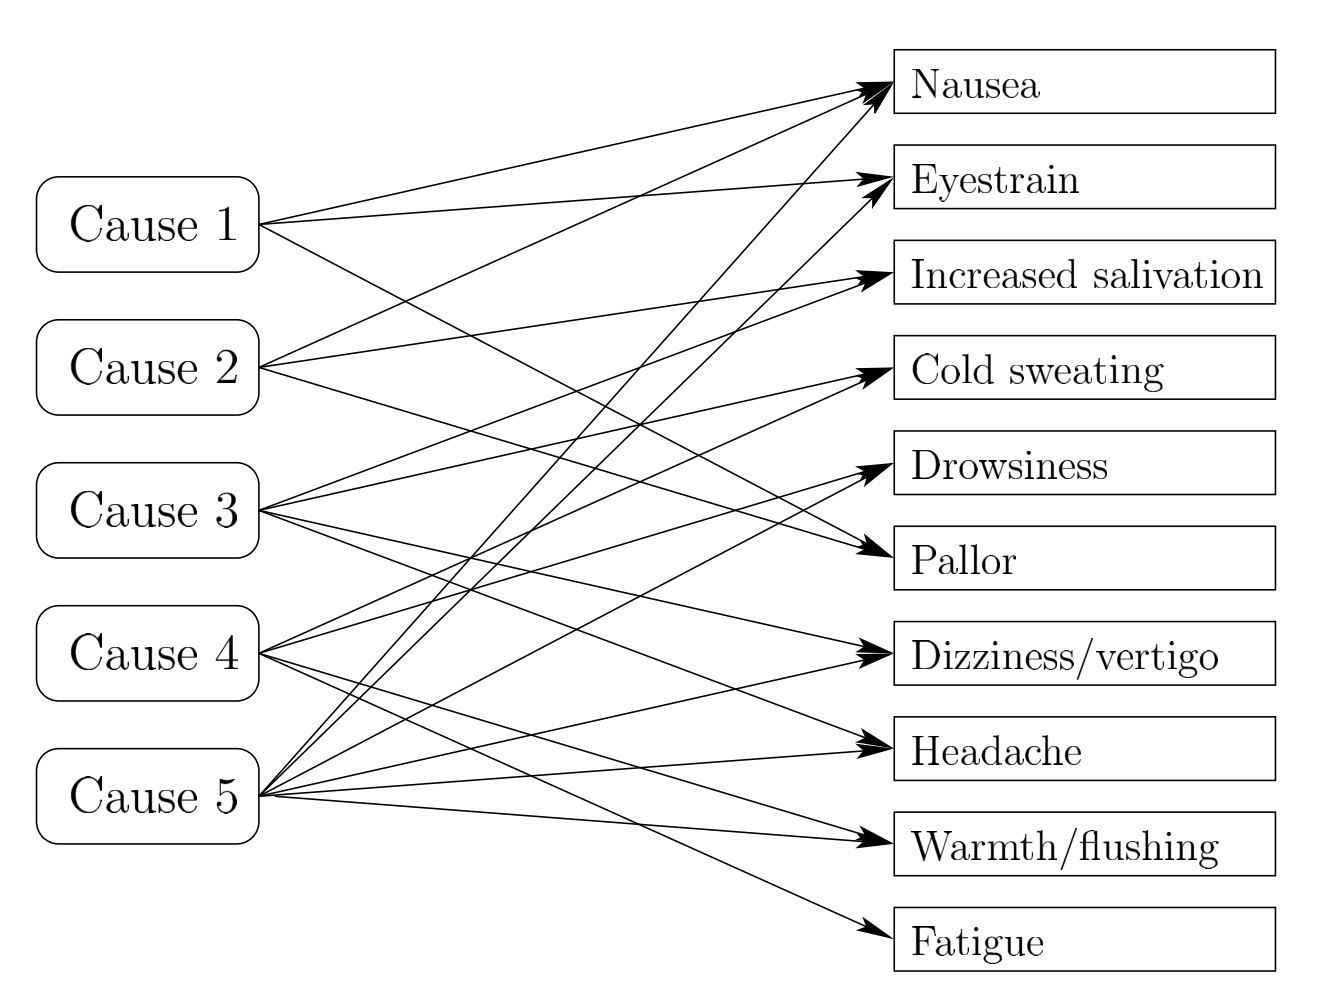 Cause 1
Cause 2
Cause 3
Cause 4
Cause 5
Nausea
Eyestrain
Increased salivation
Cold sweating
Drowsiness
Pallor
Dizziness/vertigo
Headache
Warmth/flushing
Fatigue